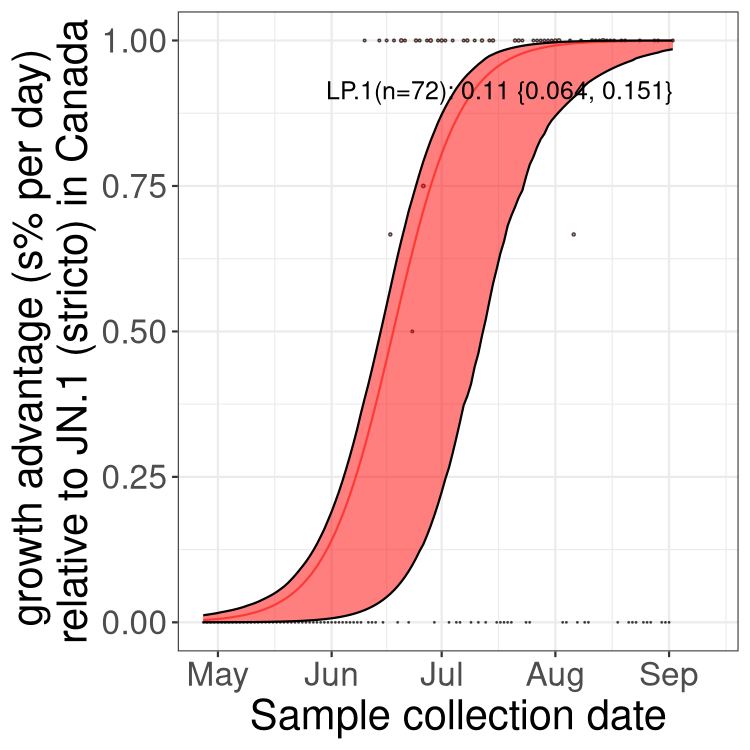 growth advantage (s% per day)
relative to JN.1 (stricto) in Canada
1.00
0.75
0.50
0.25
0.00
LP.1(n=72): 0.11 {0.064, 0.151}
May Jun Jul Aug Sep
Sample collection date